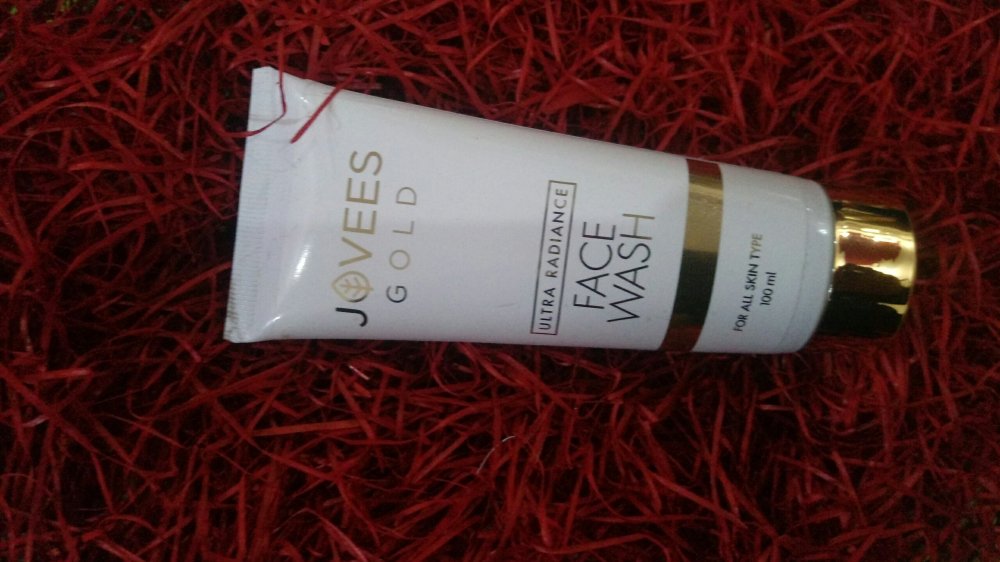 JOVEES
GOLD
ULTRA RADIANCE
FACE
WASH
FOR ALL SKIN TYPE
100 ml